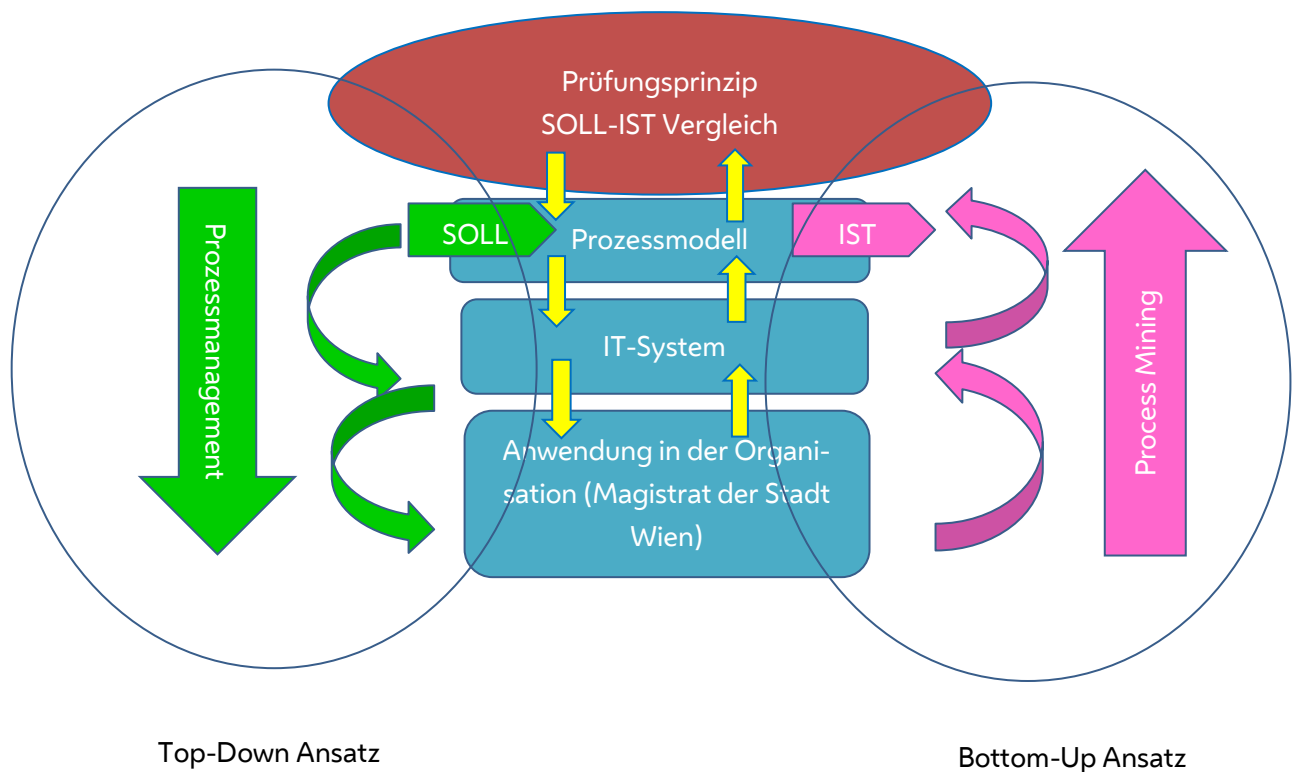 Prüfungsprinzip
SOLL-IST Vergleich
Prozessmanagement
SOLL
Prozessmodell
IST
Process Mining
IT-System
Anwendung in der Organi-
sation (Magistrat der Stadt
Wien)
Top-Down Ansatz
Bottom-Up Ansatz